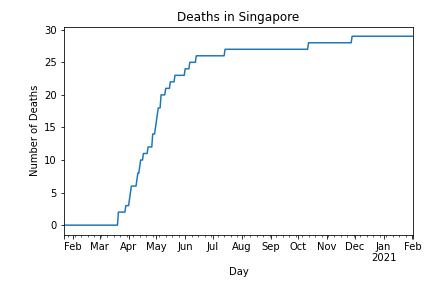 Deaths in Singapore
30
25
20
15
10
5
0
Number of Deaths
Feb Mar Apr May Jun Jul Aug Sep Oct Nov Dec Jan Feb
2021
Day